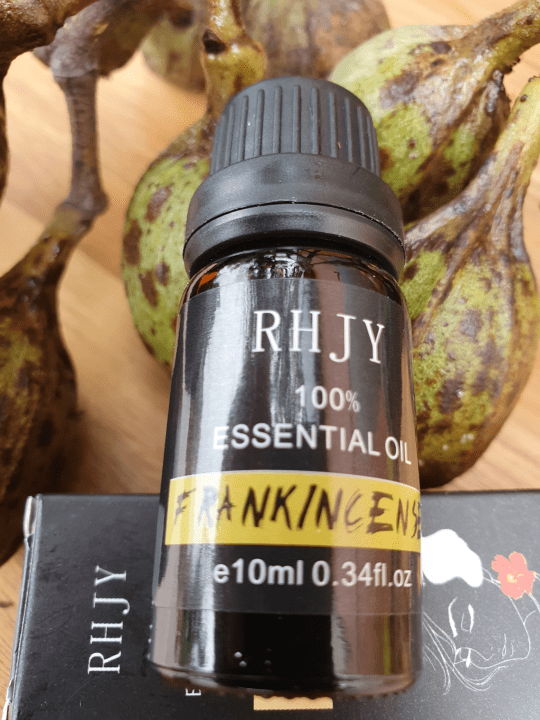 RHJY
100%
ESSENTIAL OIL
FRANKINCENSE
e10ml 0.34fl.oz
RHJY
E